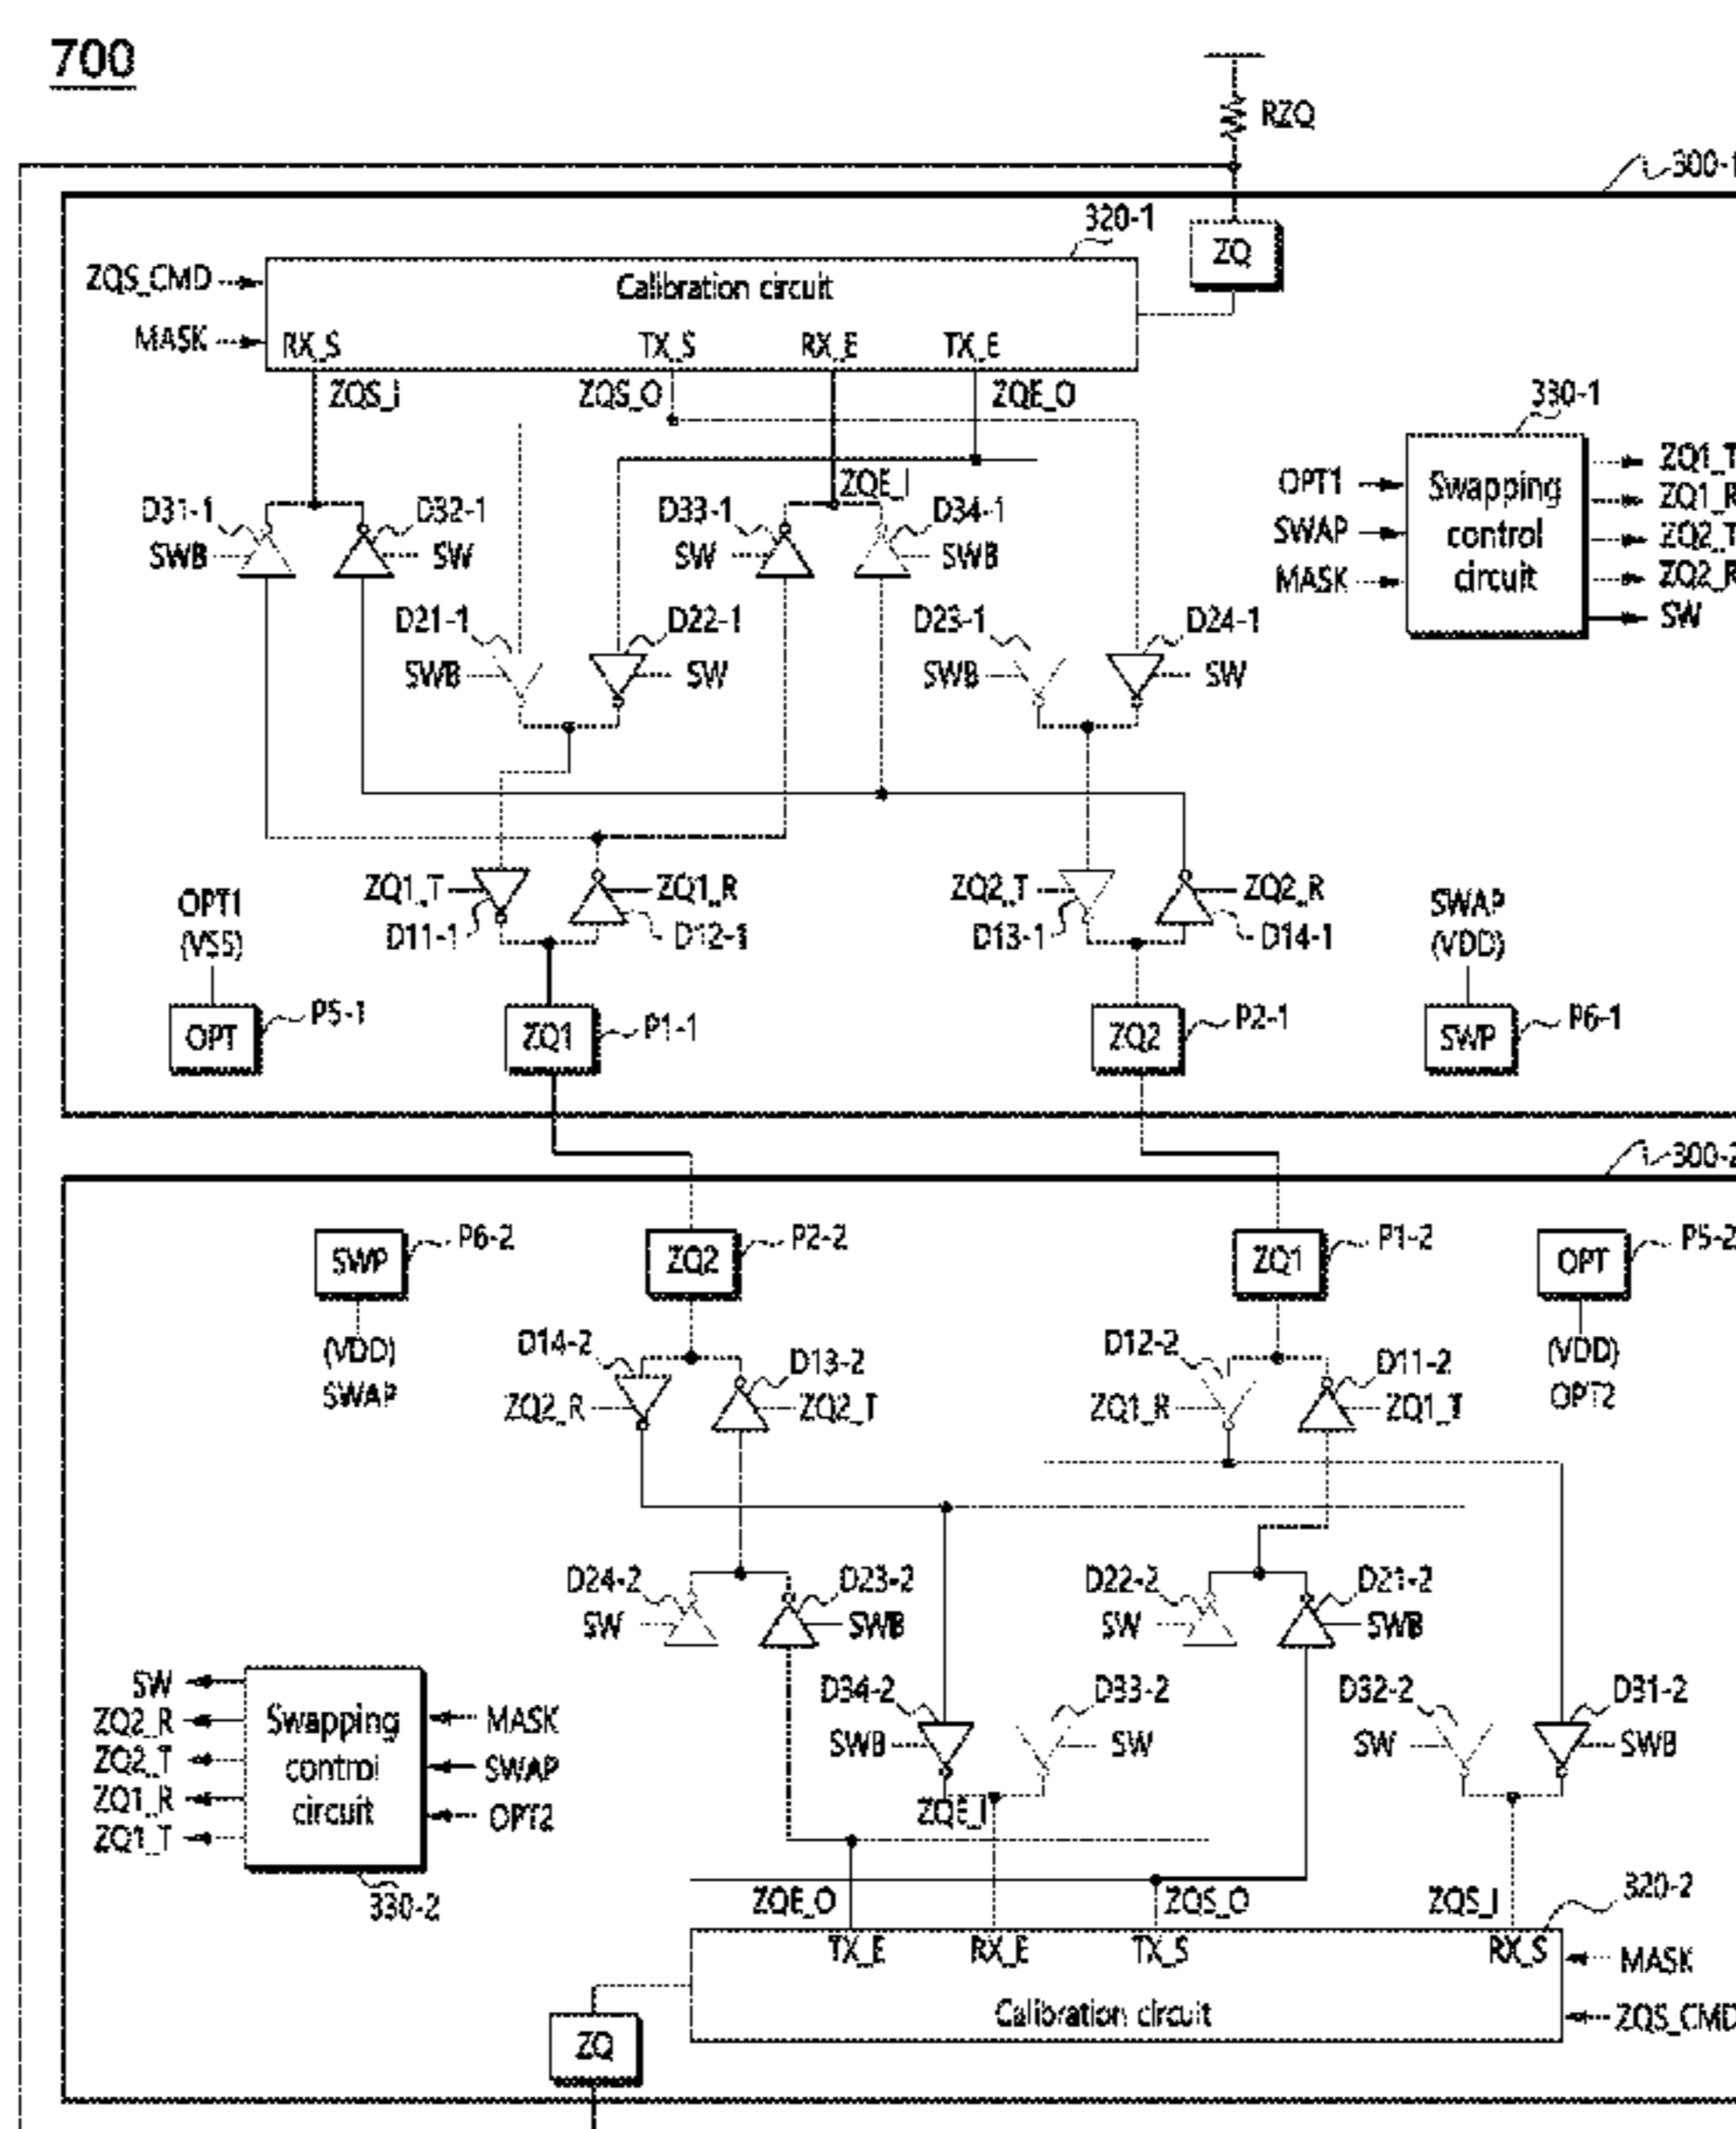 700
RZQ
300-1
320-1
ZQ
ZQS_CMD
Calibration circuit
MASK
RX_S
TX_S
RX_E
TX_E
ZQS_I
ZQS_O
ZQE_O
330-1
ZQE_I
D31-1
D32-1
D33-1
D34-1
SWB
SW
SW
SWB
OPT1
SWAP
MASK
Swapping
control
circuit
ZQ1_T
ZQ1_R
ZQ2_T
ZQ2_R
SW
D21-1
D22-1
D23-1
D24-1
SWB
SW
SWB
SW
ZQ1_T
ZQ1_R
ZQ2_T
ZQ2_R
D11-1
D12-1
D13-1
D14-1
OPT1
(VSS)
SWAP
(VDD)
OPT
P5-1
ZQ1
P1-1
ZQ2
P2-1
SWP
P6-1
300-2
SWP
P6-2
ZQ2
P2-2
ZQ1
P1-2
OPT
P5-2
(VDD)
SWAP
(VDD)
OPT2
D14-2
D13-2
D12-2
D11-2
ZQ2_R
ZQ2_T
ZQ1_R
ZQ1_T
D24-2
D23-2
D22-2
D21-2
SW
SWB
SW
SWB
D34-2
D33-2
D32-2
D31-2
SWB
SW
SW
SWB
SW
ZQ2_R
ZQ2_T
ZQ1_R
ZQ1_T
Swapping
control
circuit
MASK
SWAP
OPT2
330-2
ZQE_I
ZQE_O
ZQS_O
ZQS_I
320-2
TX_E
RX_E
TX_S
RX_S
MASK
Calibration circuit
ZQS_CMD
ZQ